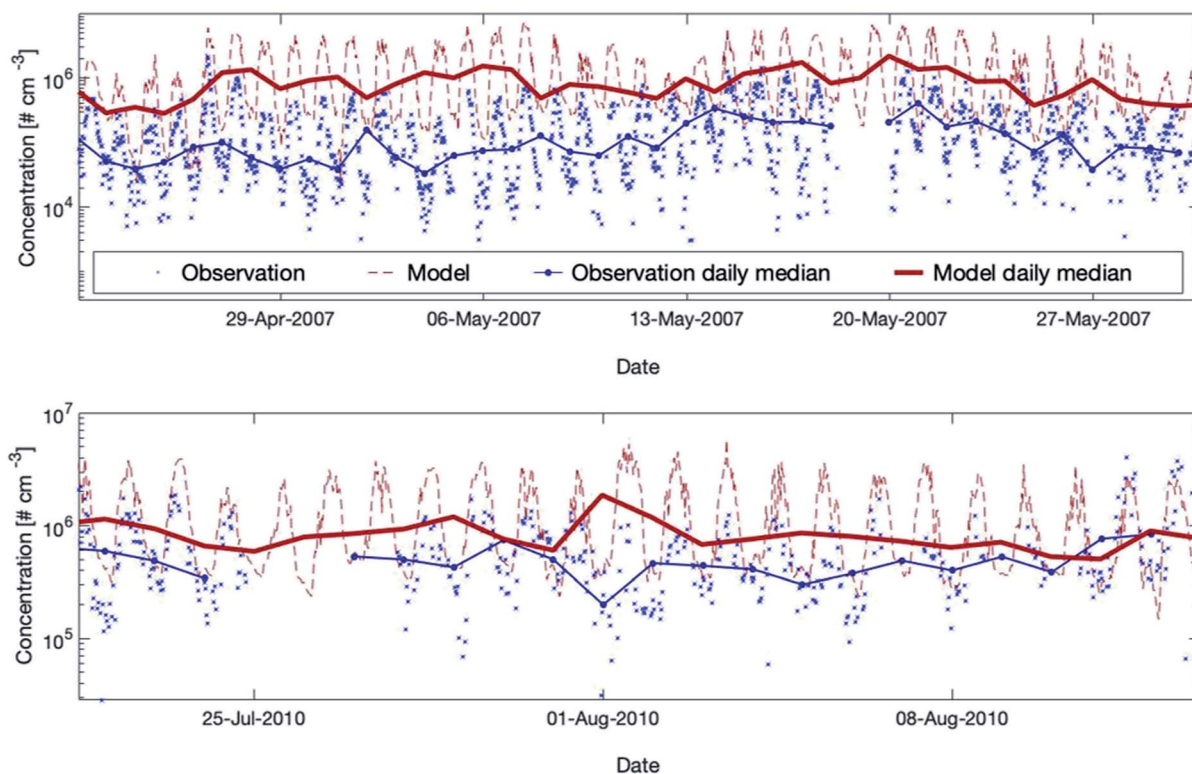 Concentration [# cm -3]
10^6
10^4
Observation Model Observation daily median Model daily median
29-Apr-2007 06-May-2007 13-May-2007 20-May-2007 27-May-2007
Date
Concentration [# cm -3]
10^7
10^6
10^5
25-Jul-2010 01-Aug-2010 08-Aug-2010
Date